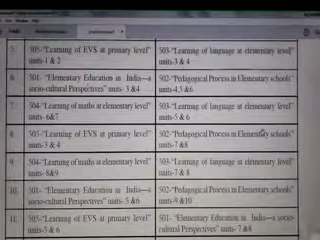 5.
505-"Learning of EVS at primary level"
units-1 & 2
503-"Learning of language at elementary level"
units-3 & 4
6.
501- "Elementary Education in India—a
socio-cultural Perspectives" units- 3 &4
502-"Pedagogical Process in Elementary schools"
units-4,5 &6
7.
504-"Learning of maths at elementary level"
units- 6&7
503-"Learning of language at elementary level"
units-5 & 6
8.
505-"Learning of EVS at primary level"
units-3 & 4
502-"Pedagogical Process in Elementary schools"
units-7 &8
9.
504-"Learning of maths at elementary level"
units- 8&9
503-"Learning of language at elementary level"
units-7 & 8
10.
501- "Elementary Education in India—a
socio-cultural Perspectives" units- 5 &6
502-"Pedagogical Process in Elementary schools"
units-9 &10
11.
505-"Learning of EVS at primary level"
units-5& 6
501- "Elementary Education in India—a socio-
cultural Perspectives" units- 7 &8